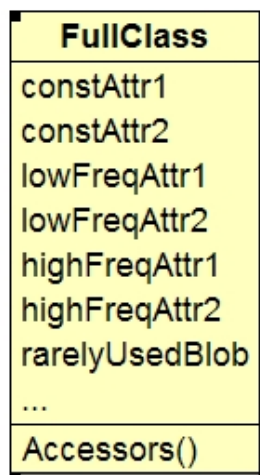 FullClass
constAttr1
constAttr2
lowFreqAttr1
lowFreqAttr2
highFreqAttr1
highFreqAttr2
rarelyUsedBlob
...
Accessors()